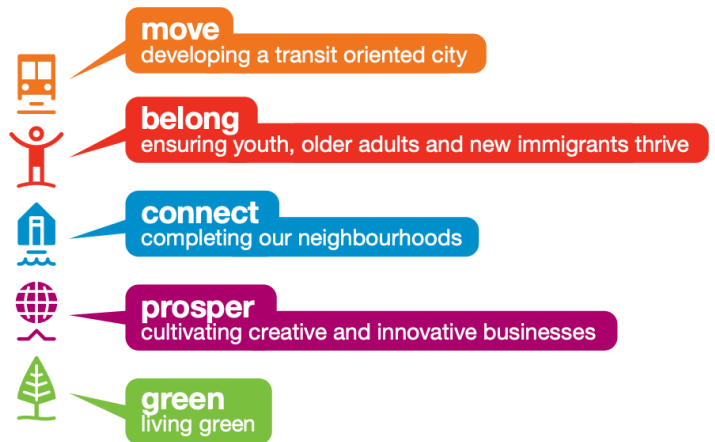 move
developing a transit oriented city
belong
ensuring youth, older adults and new immigrants thrive
connect
completing our neighbourhoods
prosper
cultivating creative and innovative businesses
green
living green